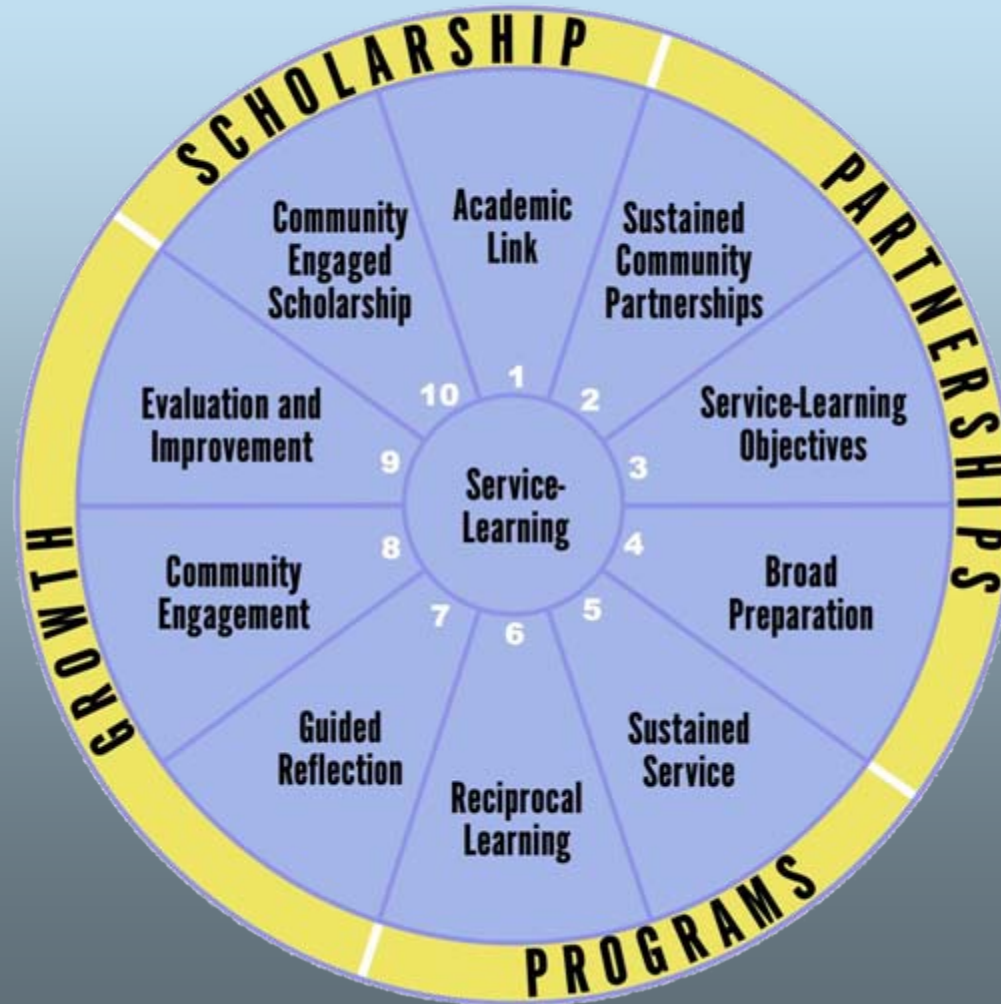 SCHOLARSHIP
PARTNERSHIPS
PROGRAMS
GROWTH
Academic
Link
1
Sustained
Community
Partnerships
2
Service-Learning
Objectives
3
Broad
Preparation
4
Sustained
Service
5
Reciprocal
Learning
6
Guided
Reflection
7
Community
Engagement
8
Evaluation and
Improvement
9
Community
Engaged
Scholarship
10
Service-
Learning